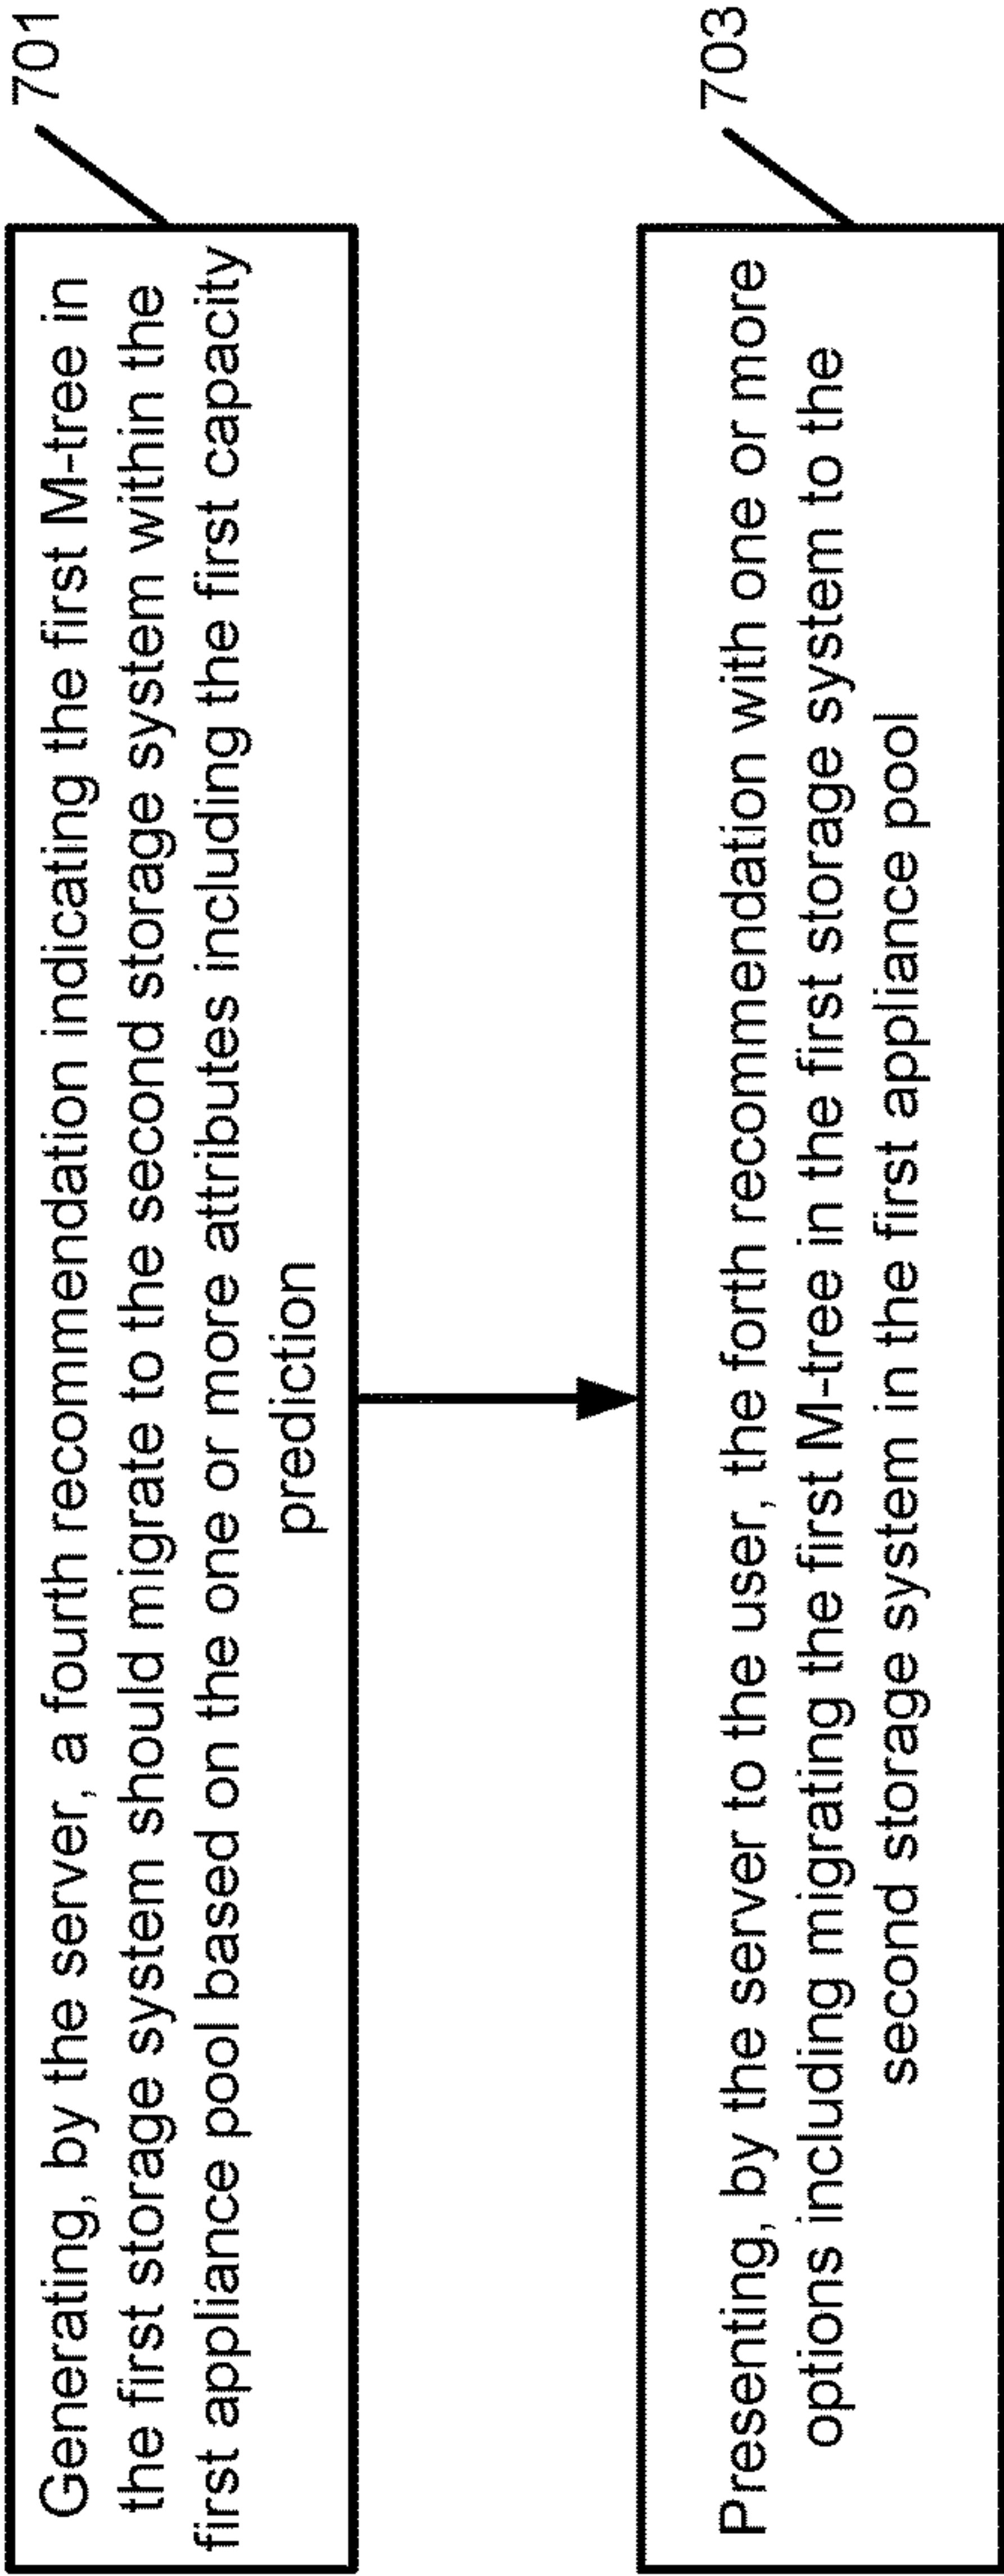 Generating, by the server, a fourth recommendation indicating the first M-tree in
the first storage system should migrate to the second storage system within the
first appliance pool based on the one or more attributes including the first capacity
prediction
701
Presenting, by the server to the user, the forth recommendation with one or more
options including migrating the first M-tree in the first storage system to the
second storage system in the first appliance pool
703